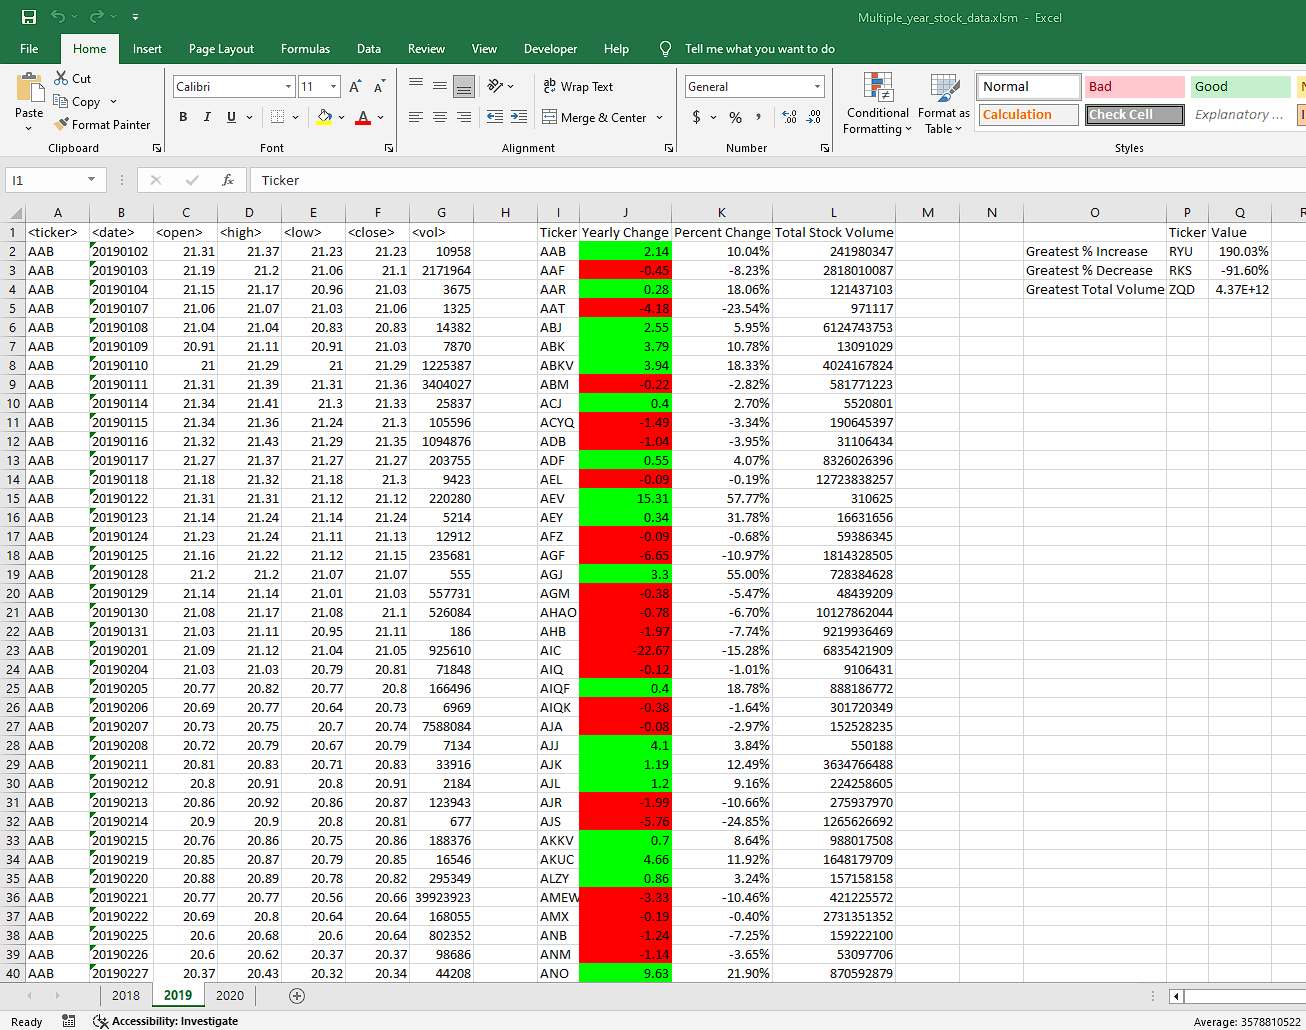 Multiple_year_stock_data.xlsm - Excel
File Home Insert Page Layout Formulas Data Review View Developer Help Tell me what you want to do
Paste Cut Copy Format Painter
Calibri 11
B I U
Wrap Text
Merge & Center
General
$ % ,
Conditional Formatting Format as Table
Normal Bad Good
Calculation Check Cell Explanatory ...
Clipboard Font Alignment Number Styles
I1 fx Ticker
A B C D E F G H I J K L M N O P Q R
1 <ticker> <date> <open> <high> <low> <close> <vol> Ticker Yearly Change Percent Change Total Stock Volume Ticker Value
2 AAB 20190102 21.31 21.37 21.23 21.23 10958 AAB 2.14 10.04% 241980347 Greatest % Increase RYU 190.03%
3 AAB 20190103 21.19 21.2 21.06 21.1 2171964 AAF -0.45 -8.23% 2818010087 Greatest % Decrease RKS -91.60%
4 AAB 20190104 21.15 21.17 20.96 21.03 3675 AAR 0.28 18.06% 121437103 Greatest Total Volume ZQD 4.37E+12
5 AAB 20190107 21.06 21.07 21.03 21.06 1325 AAT -4.18 -23.54% 971117
6 AAB 20190108 21.04 21.04 20.83 20.83 14382 ABJ 2.55 5.95% 6124743753
7 AAB 20190109 20.91 21.11 20.91 21.03 7870 ABK 3.79 10.78% 13091029
8 AAB 20190110 21 21.29 21 21.29 1225387 ABKV 3.94 18.33% 4024167824
9 AAB 20190111 21.31 21.39 21.31 21.36 3404027 ABM -0.22 -2.82% 581771223
10 AAB 20190114 21.34 21.41 21.3 21.33 25837 ACJ 0.4 2.70% 5520801
11 AAB 20190115 21.34 21.36 21.24 21.3 105596 ACYQ -1.49 -3.34% 190645397
12 AAB 20190116 21.32 21.43 21.29 21.35 1094876 ADB -1.04 -3.95% 31106434
13 AAB 20190117 21.27 21.37 21.27 21.27 203755 ADF 0.55 4.07% 8326026396
14 AAB 20190118 21.18 21.32 21.18 21.3 9423 AEL -0.09 -0.19% 12723838257
15 AAB 20190122 21.31 21.31 21.12 21.12 220280 AEV 15.31 57.77% 310625
16 AAB 20190123 21.14 21.24 21.14 21.24 5214 AEY 0.34 31.78% 16631656
17 AAB 20190124 21.23 21.24 21.11 21.13 12912 AFZ -0.09 -0.68% 59386345
18 AAB 20190125 21.16 21.22 21.12 21.15 235681 AGF -6.65 -10.97% 1814328505
19 AAB 20190128 21.2 21.2 21.07 21.07 555 AGJ 3.3 55.00% 728384628
20 AAB 20190129 21.14 21.14 21.01 21.03 557731 AGM -0.38 -5.47% 48439209
21 AAB 20190130 21.08 21.17 21.08 21.1 526084 AHAO -0.78 -6.70% 10127862044
22 AAB 20190131 21.03 21.11 20.95 21.11 186 AHB -1.97 -7.74% 9219936469
23 AAB 20190201 21.09 21.12 21.04 21.05 925610 AIC -22.67 -15.28% 6835421909
24 AAB 20190204 21.03 21.03 20.79 20.81 71848 AIQ -0.12 -1.01% 9106431
25 AAB 20190205 20.77 20.82 20.77 20.8 166496 AIQF 0.4 18.78% 888186772
26 AAB 20190206 20.69 20.77 20.64 20.73 6969 AIQK -0.38 -1.64% 301720349
27 AAB 20190207 20.73 20.75 20.7 20.74 7588084 AJA -0.08 -2.97% 152528235
28 AAB 20190208 20.72 20.79 20.67 20.79 7134 AJJ 4.1 3.84% 550188
29 AAB 20190211 20.81 20.83 20.71 20.83 33916 AJK 1.19 12.49% 3634766488
30 AAB 20190212 20.8 20.91 20.8 20.91 2184 AJL 1.2 9.16% 224258605
31 AAB 20190213 20.86 20.92 20.86 20.87 123943 AJR -1.99 -10.66% 275937970
32 AAB 20190214 20.9 20.9 20.8 20.81 677 AJS -5.76 -24.85% 1265626692
33 AAB 20190215 20.76 20.86 20.75 20.86 188376 AKKV 0.7 8.64% 988017508
34 AAB 20190219 20.85 20.87 20.79 20.85 16546 AKUC 4.66 11.92% 1648179709
35 AAB 20190220 20.88 20.89 20.78 20.82 295349 ALZY 0.86 3.24% 157158158
36 AAB 20190221 20.77 20.77 20.56 20.66 39923923 AMEW -3.33 -10.46% 421225572
37 AAB 20190222 20.69 20.8 20.64 20.64 168055 AMX -0.19 -0.40% 2731351352
38 AAB 20190225 20.6 20.68 20.6 20.64 802352 ANB -1.24 -7.25% 159222100
39 AAB 20190226 20.6 20.62 20.37 20.37 98686 ANM -1.14 -3.65% 53097706
40 AAB 20190227 20.37 20.43 20.32 20.34 44208 ANO 9.63 21.90% 870592879
2018 2019 2020
Ready Accessibility: Investigate Average: 3578810522